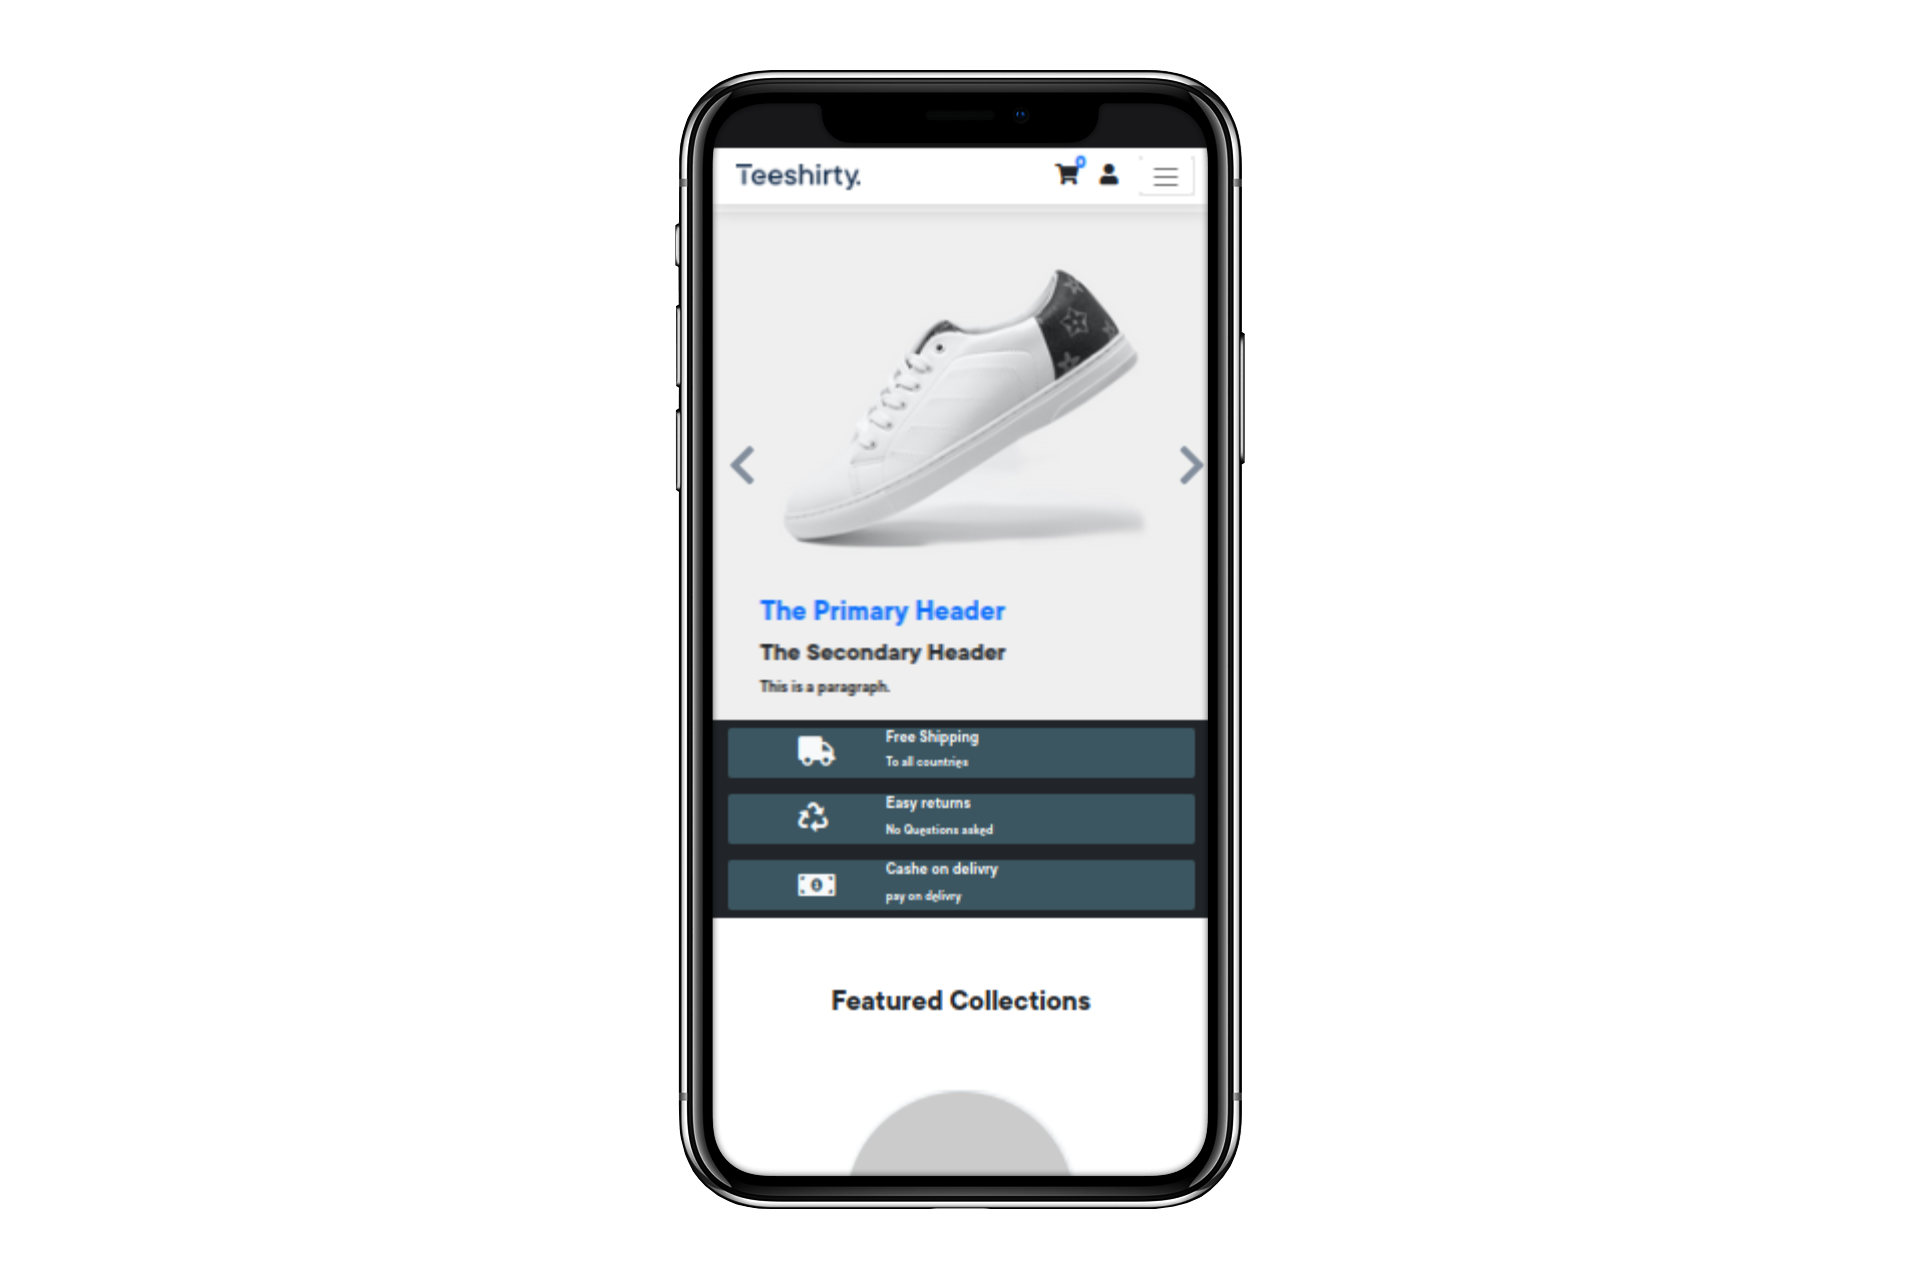 Teeshirty.
0
The Primary Header
The Secondary Header
This is a paragraph.
Free Shipping
To all countries
Easy returns
No Questions asked
Cashe on delivry
pay on delivry
Featured Collections